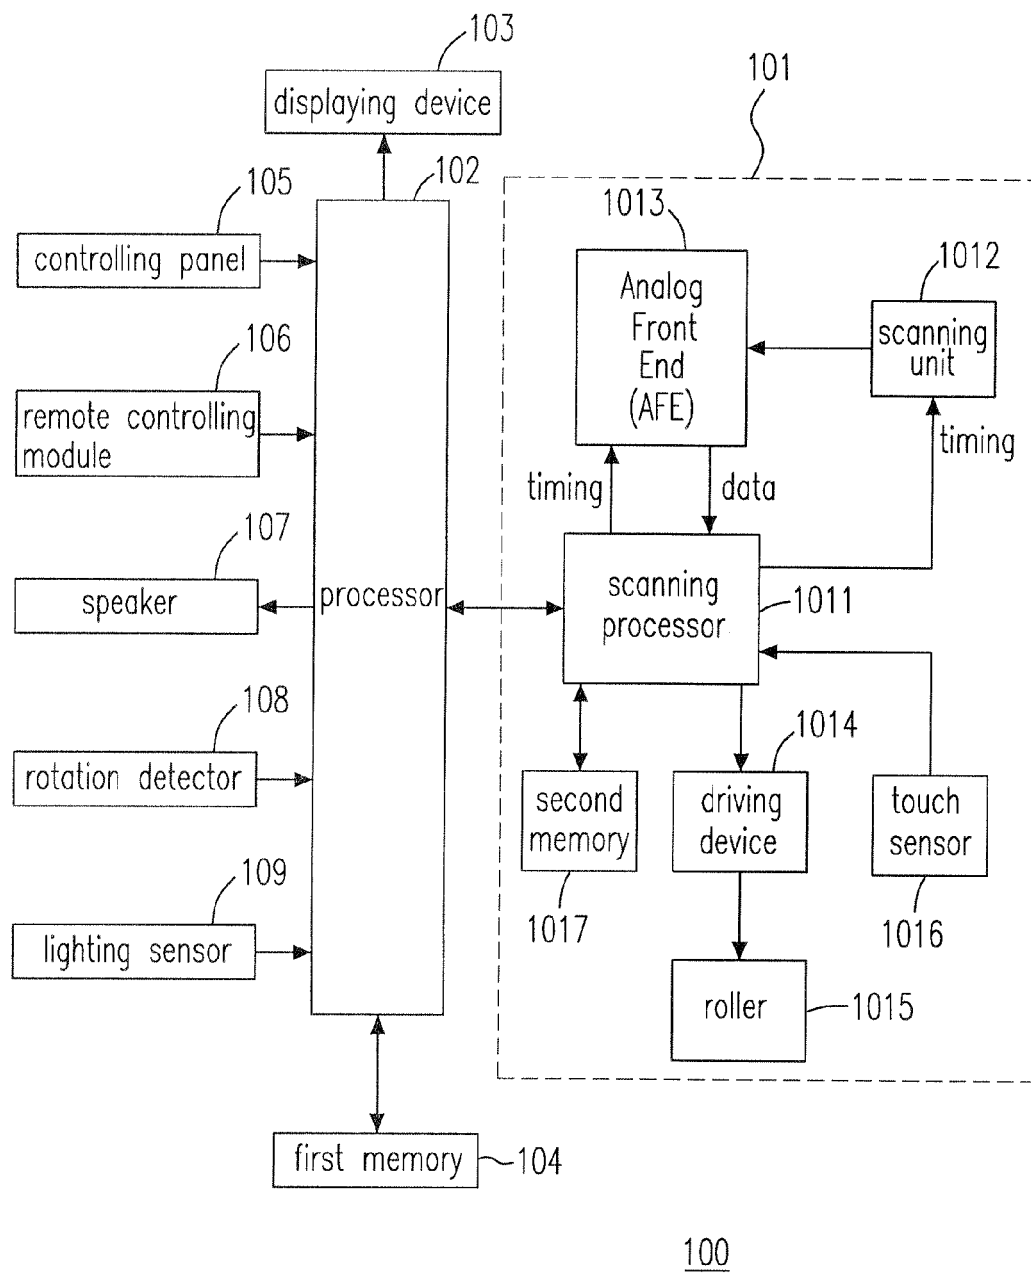 103
displaying device
101
105
102
controlling panel
1013
Analog
Front
End
(AFE)
1012
scanning
unit
106
remote controlling
module
timing
timing
data
107
speaker
processor
scanning
processor
1011
108
rotation detector
1014
second
memory
driving
device
touch
sensor
109
lighting sensor
1017
1016
roller
1015
first memory
104
100